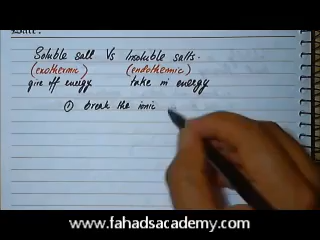 Soluble salt Vs Insoluble salts.
(exothermic) (endothermic)
give off energy take in energy
① break the ionic
www.fahadsacademy.com